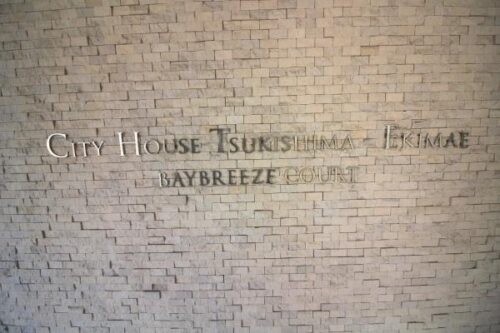 City House Tsukishima - Ekimae
BAYBREEZE COURT